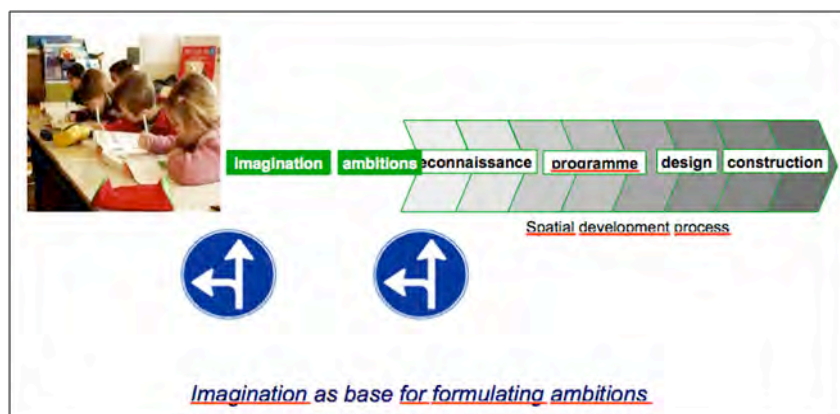 imagination ambitions econnaissance programme design construction
Spatial development process
Imagination as base for formulating ambitions